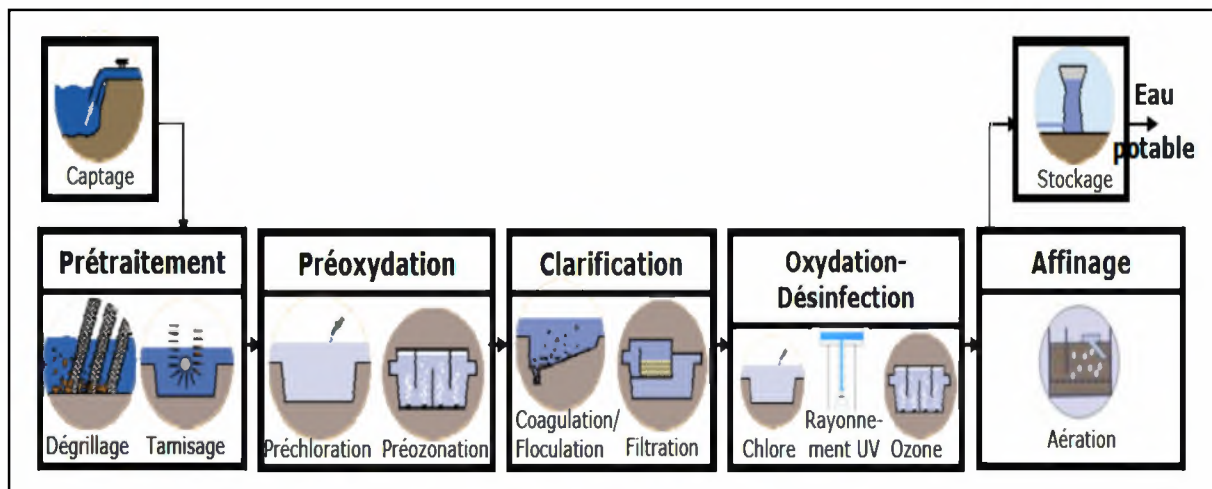 Captage
Stockage
Eau
potable
Prétraitement
Dégrillage
Tamisage
Préoxydation
Préchloration
Préozonation
Clarification
Coagulation/
Floculation
Filtration
Oxydation-
Désinfection
Chlore
Rayonne-
ment UV
Ozone
Affinage
Aération